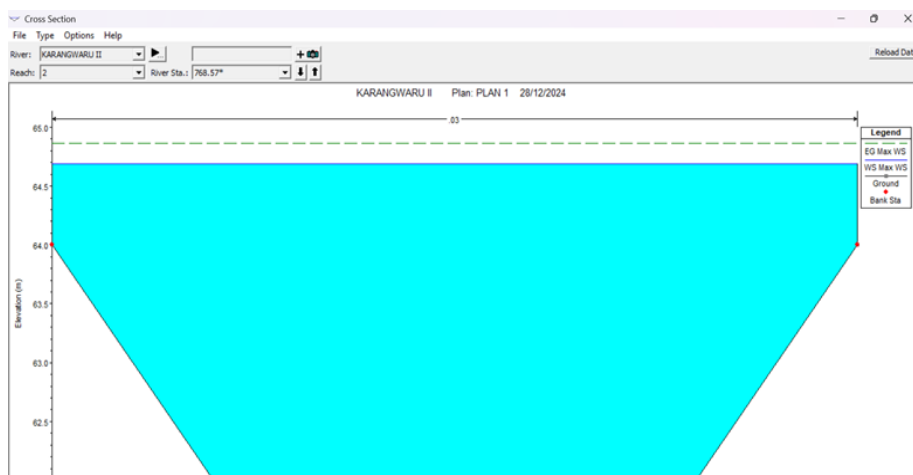 Cross Section
File Type Options Help
River: KARANGWARU II
Reach: 2 River Sta.: 768.57*
Reload Dat
KARANGWARU II Plan: PLAN 1 28/12/2024
.03
65.0
64.5
64.0
63.5
63.0
62.5
Elevation (m)
Legend
EG Max WS
WS Max WS
Ground
Bank Sta